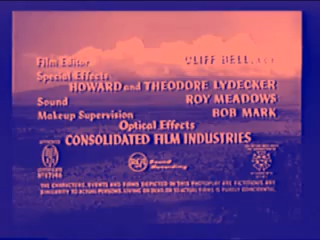 Film Editor CLIFF BELL, A.C.E.
Special Effects
HOWARD and THEODORE LYDECKER
Sound ROY MEADOWS
Makeup Supervision BOB MARK
Optical Effects
CONSOLIDATED FILM INDUSTRIES
RCA Sound
Recording
THE CHARACTERS, EVENTS AND FIRMS DEPICTED IN THIS PHOTOPLAY ARE FICTITIOUS. ANY
SIMILARITY TO ACTUAL PERSONS, LIVING OR DEAD OR TO ACTUAL FIRMS IS PURELY COINCIDENTAL.